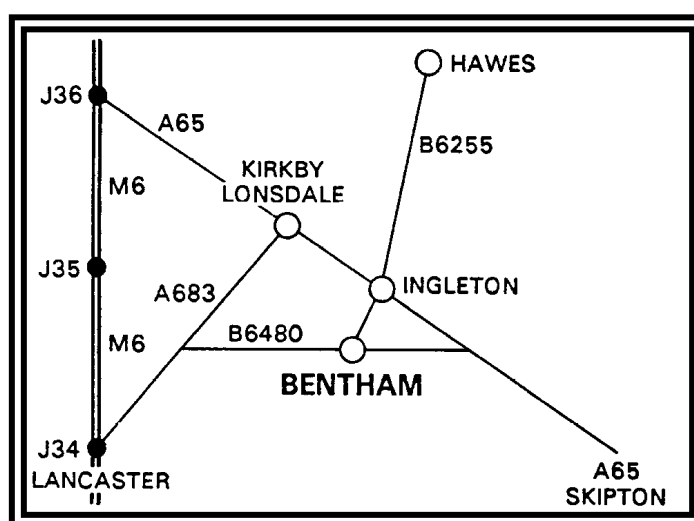 HAWES
J36
A65
B6255
KIRKBY
LONSDALE
M6
J35
INGLETON
A683
B6480
M6
BENTHAM
J34
LANCASTER
A65
SKIPTON